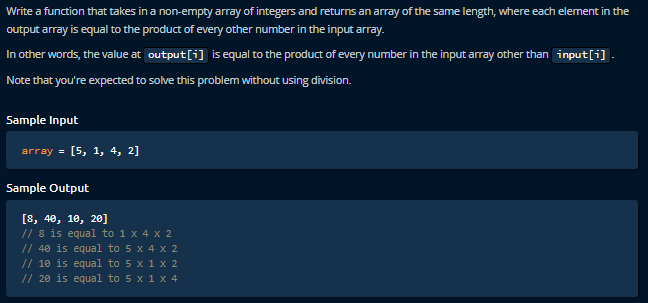 Write a function that takes in a non-empty array of integers and returns an array of the same length, where each element in the
output array is equal to the product of every other number in the input array.
In other words, the value at output[i] is equal to the product of every number in the input array other than input[i] .
Note that you're expected to solve this problem without using division.
Sample Input
array = [5, 1, 4, 2]
Sample Output
[8, 40, 10, 20]
// 8 is equal to 1 x 4 x 2
// 40 is equal to 5 x 4 x 2
// 10 is equal to 5 x 1 x 2
// 20 is equal to 5 x 1 x 4